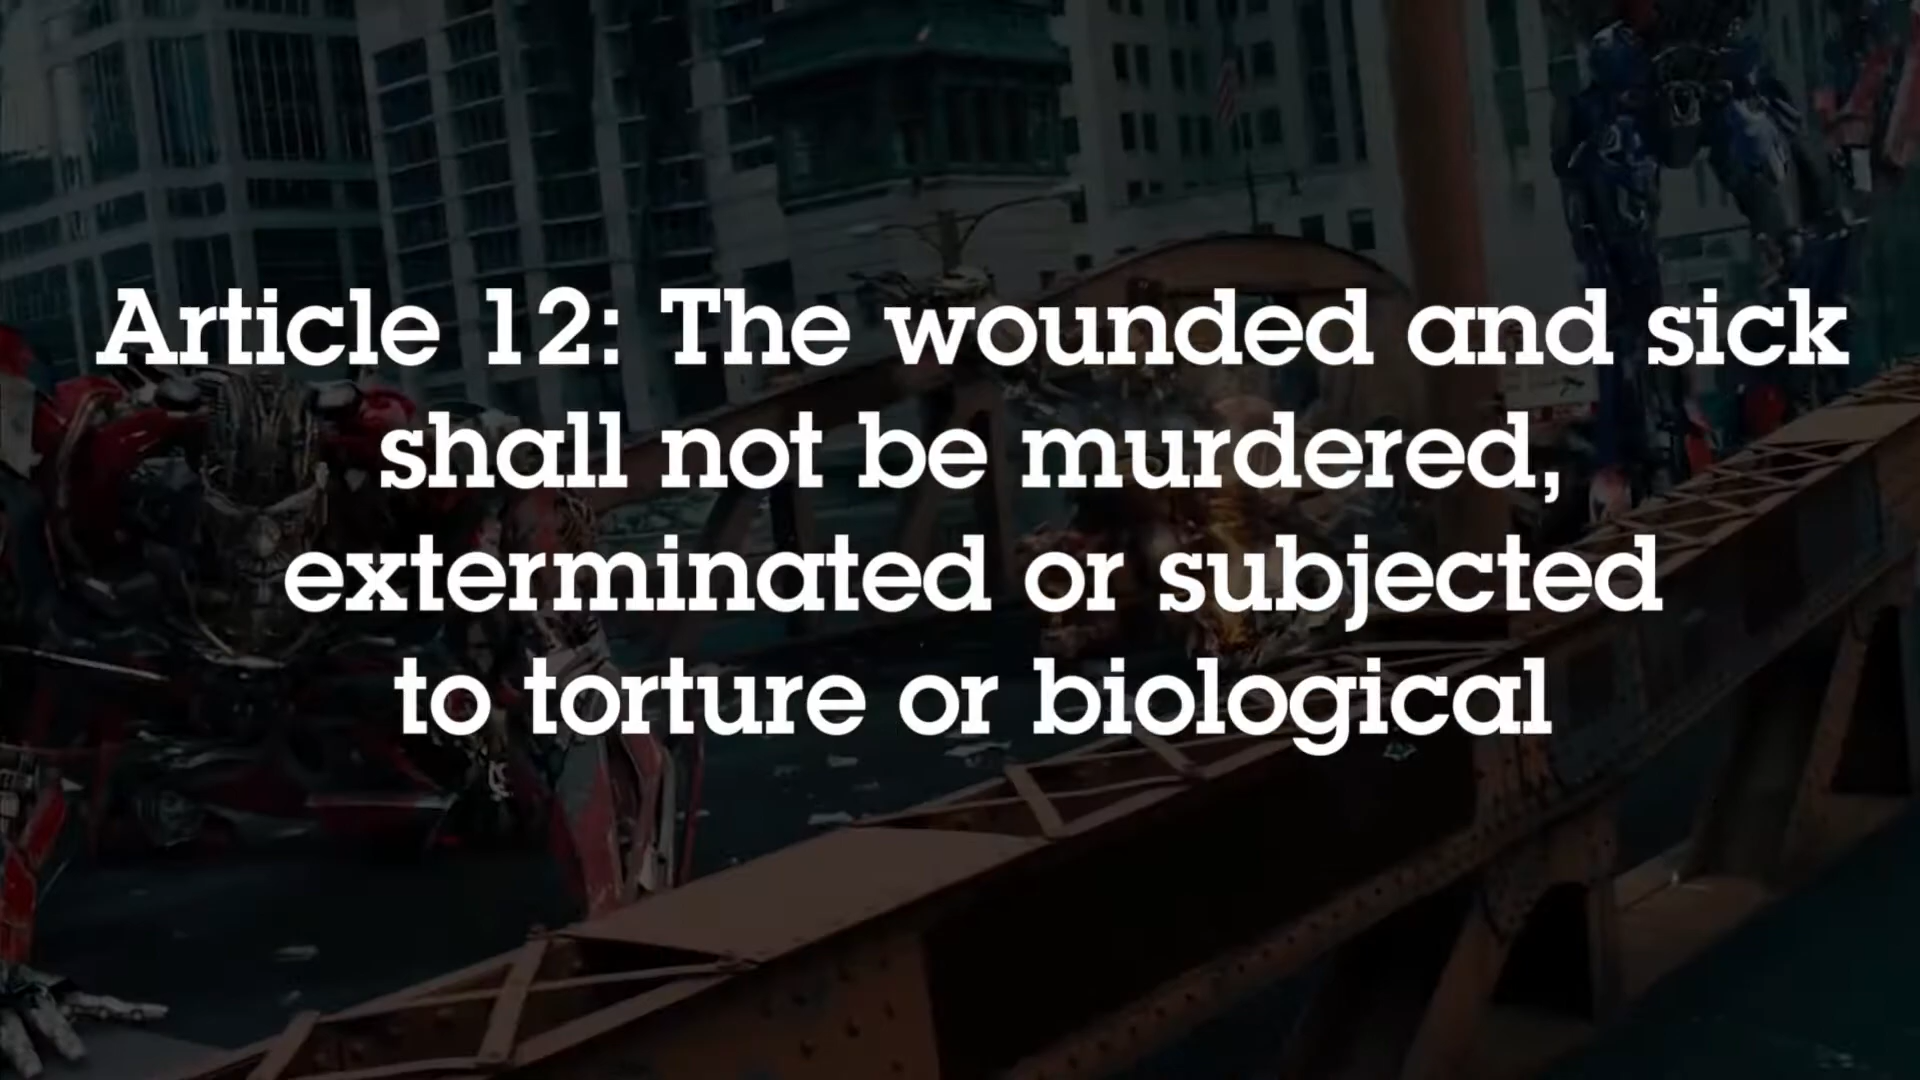 Article 12: The wounded and sick
shall not be murdered,
exterminated or subjected
to torture or biological